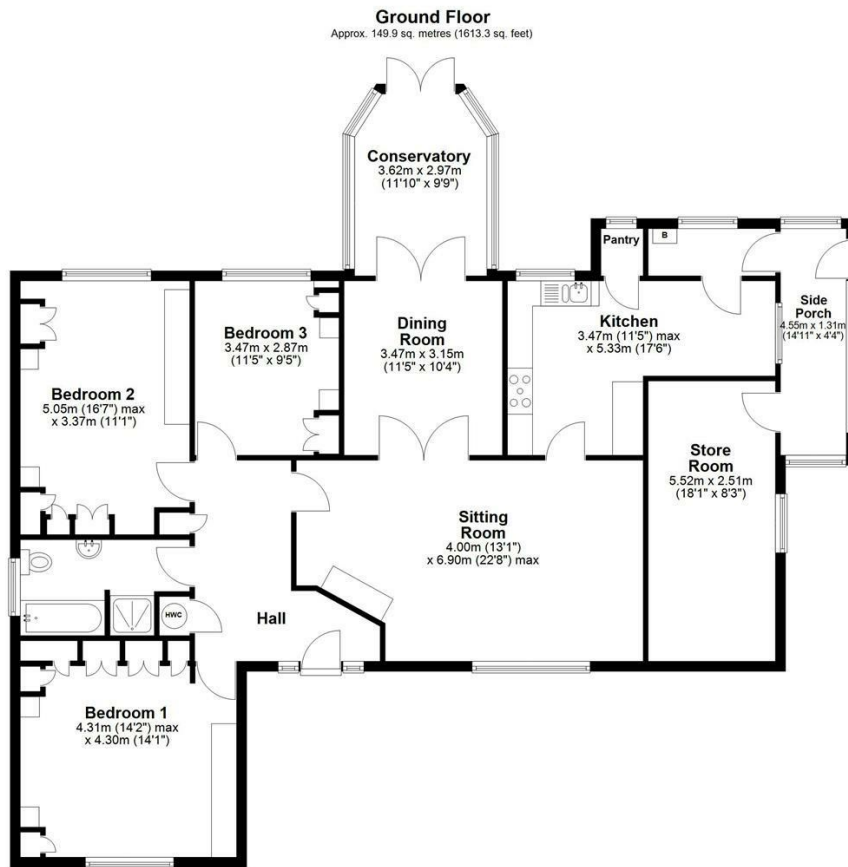 Ground Floor
Approx. 149.9 sq. metres (1613.3 sq. feet)
Conservatory
3.62m x 2.97m
(11'10" x 9'9")
Pantry
B
Side
Porch
4.55m x 1.31m
(14'11" x 4'4")
Kitchen
3.47m (11'5") max
x 5.33m (17'6")
Dining
Room
3.47m x 3.15m
(11'5" x 10'4")
Bedroom 3
3.47m x 2.87m
(11'5" x 9'5")
Bedroom 2
5.05m (16'7") max
x 3.37m (11'1")
Store
Room
5.52m x 2.51m
(18'1" x 8'3")
Sitting
Room
4.00m (13'1")
x 6.90m (22'8") max
HWC
Hall
Bedroom 1
4.31m (14'2") max
x 4.30m (14'1")